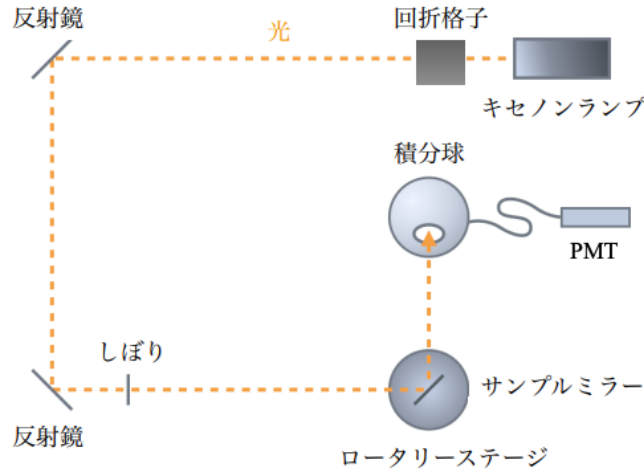 反射鏡
光
回折格子
キセノンランプ
積分球
PMT
しぼり
サンプルミラー
反射鏡
ロータリーステージ